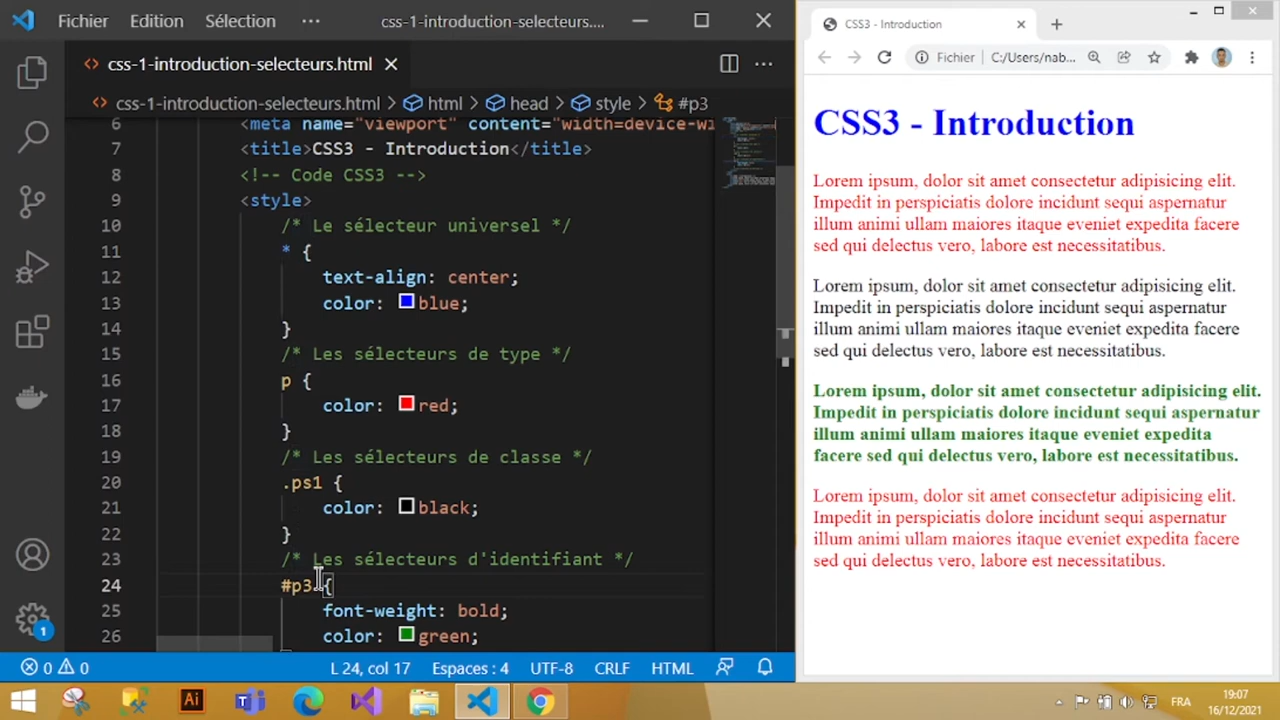 Fichier Edition Sélection ··· css-1-introduction-selecteurs....
css-1-introduction-selecteurs.html
css-1-introduction-selecteurs.html > html > head > style > #p3
6 <meta name="viewport" content="width=device-wi
7 <title>CSS3 - Introduction</title>
8 <!-- Code CSS3 -->
9 <style>
10 /* Le sélecteur universel */
11 * {
12 text-align: center;
13 color: blue;
14 }
15 /* Les sélecteurs de type */
16 p {
17 color: red;
18 }
19 /* Les sélecteurs de classe */
20 .ps1 {
21 color: black;
22 }
23 /* Les sélecteurs d'identifiant */
24 #p3 {
25 font-weight: bold;
26 color: green;
1
0 0 L 24, col 17 Espaces : 4 UTF-8 CRLF HTML
CSS3 - Introduction
Fichier C:/Users/nab...
CSS3 - Introduction
Lorem ipsum, dolor sit amet consectetur adipisicing elit.
Impedit in perspiciatis dolore incidunt sequi aspernatur
illum animi ullam maiores itaque eveniet expedita facere
sed qui delectus vero, labore est necessitatibus.
Lorem ipsum, dolor sit amet consectetur adipisicing elit.
Impedit in perspiciatis dolore incidunt sequi aspernatur
illum animi ullam maiores itaque eveniet expedita facere
sed qui delectus vero, labore est necessitatibus.
Lorem ipsum, dolor sit amet consectetur adipisicing elit.
Impedit in perspiciatis dolore incidunt sequi aspernatur
illum animi ullam maiores itaque eveniet expedita
facere sed qui delectus vero, labore est necessitatibus.
Lorem ipsum, dolor sit amet consectetur adipisicing elit.
Impedit in perspiciatis dolore incidunt sequi aspernatur
illum animi ullam maiores itaque eveniet expedita facere
sed qui delectus vero, labore est necessitatibus.
Ai
FRA
19:07
16/12/2021